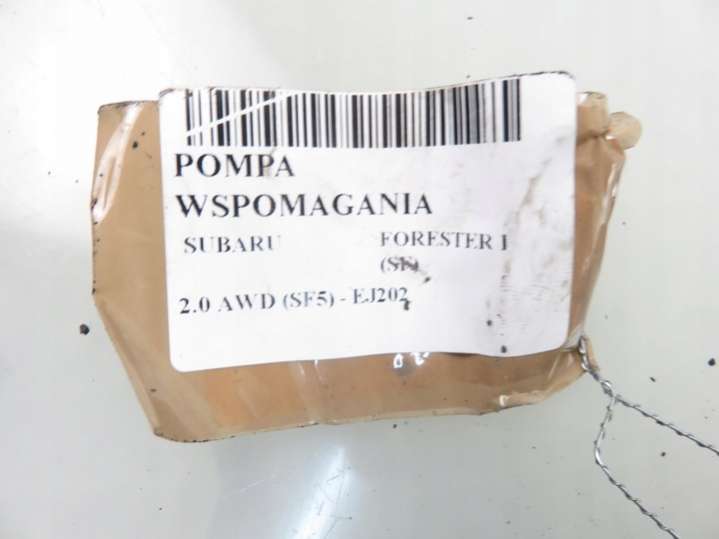 POMPA
WSPOMAGANIA
SUBARU FORESTER I
(SF)
2.0 AWD (SF5) - EJ202